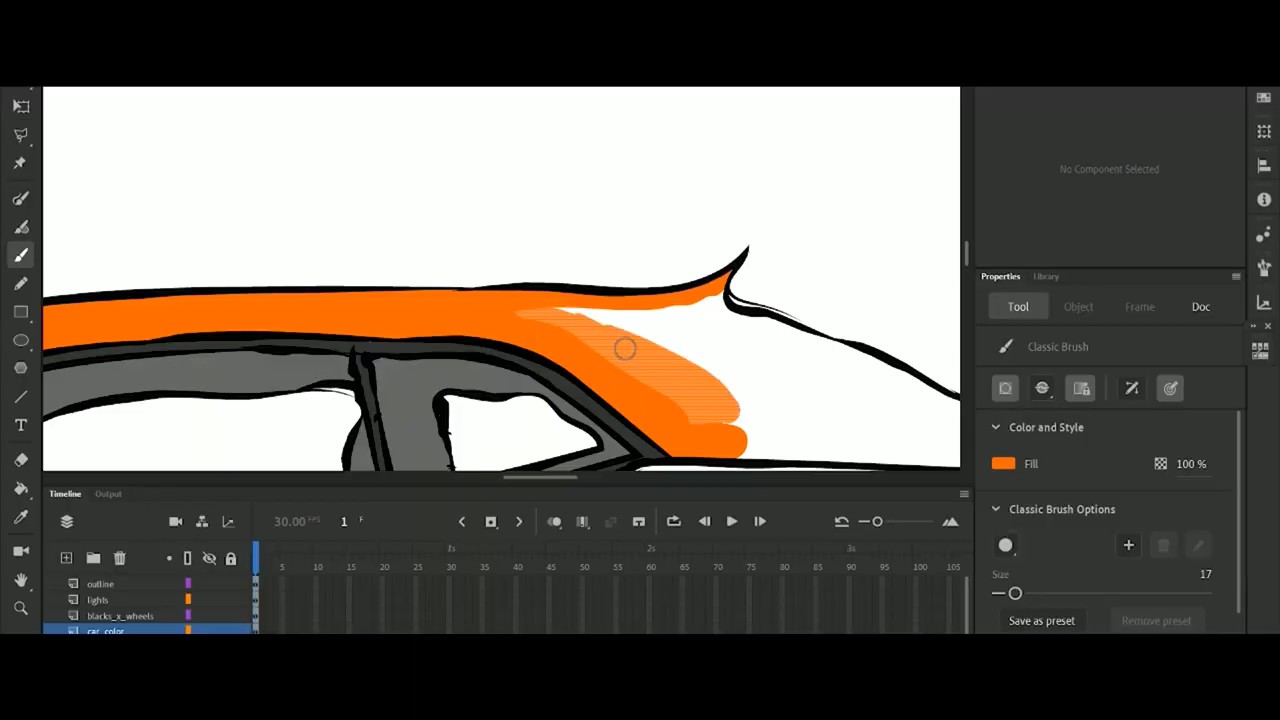 No Component Selected
Properties Library
Tool Object Frame Doc
Classic Brush
Color and Style
Fill 100 %
Classic Brush Options
Size 17
Save as preset Remove preset
Timeline Output
30.00 FPS 1 F
1s 2s 3s
5 10 15 20 25 30 35 40 45 50 55 60 65 70 75 80 85 90 95 100 105
outline
lights
blacks_x_wheels
car_color